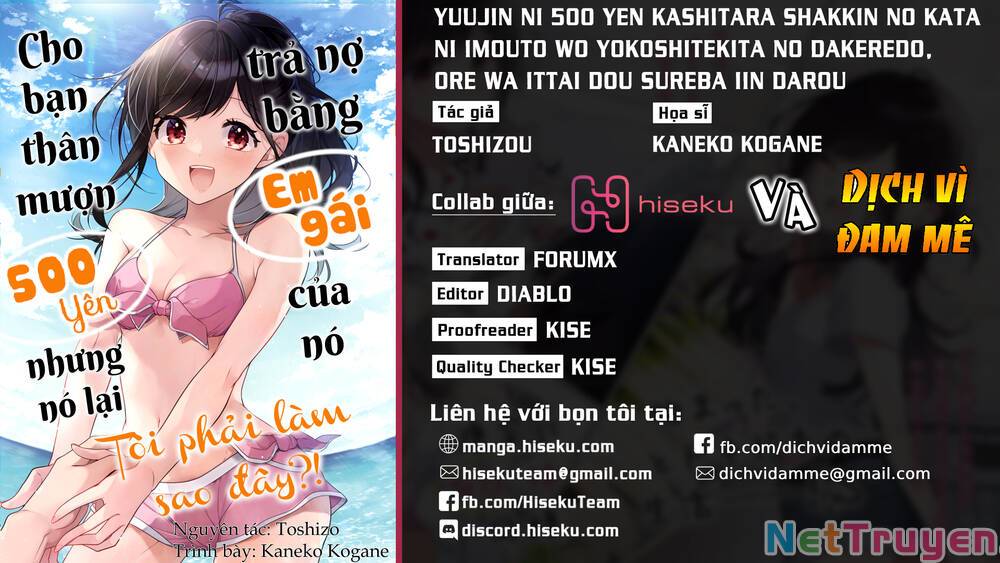 Cho
bạn
thân
mượn
500
Yên
nhưng
nó lại
trả nợ
bằng
Em
gái
của
nó
Tôi phải làm
sao đây?!
Nguyên tác: Toshizo
Trình bày: Kaneko Kogane
YUUJIN NI 500 YEN KASHITARA SHAKKIN NO KATA
NI IMOUTO WO YOKOSHITEKITA NO DAKEREDO,
ORE WA ITTAI DOU SUREBA IIN DAROU
Tác giả
TOSHIZOU
Họa sĩ
KANEKO KOGANE
Collab giữa: hiseku VÀ DỊCH VÌ
ĐAM MÊ
Translator FORUMX
Editor DIABLO
Proofreader KISE
Quality Checker KISE
Liên hệ với bọn tôi tại:
manga.hiseku.com
hisekuteam@gmail.com
fb.com/HisekuTeam
discord.hiseku.com
fb.com/dichvidamme
dichvidamme@gmail.com
NetTruyen